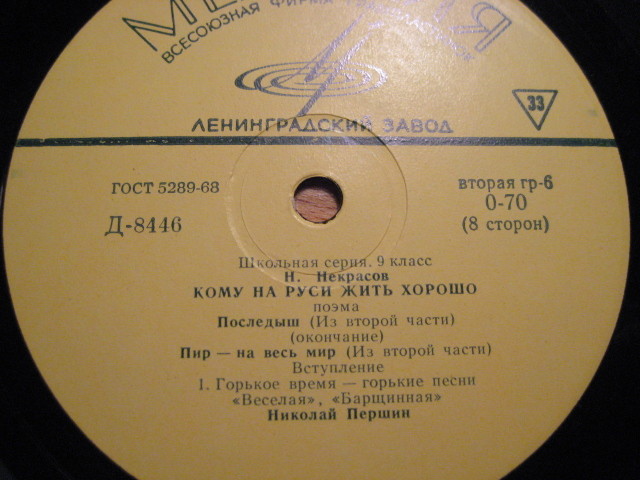 ВСЕСОЮЗНАЯ ФИРМА
ЛЕНИНГРАДСКИЙ ЗАВОД
33
ГОСТ 5289-68
Д-8446
вторая гр-6
0-70
(8 сторон)
Школьная серия. 9 класс
Н. Некрасов
КОМУ НА РУСИ ЖИТЬ ХОРОШО
поэма
Последыш (Из второй части)
(окончание)
Пир — на весь мир (Из второй части)
Вступление
1. Горькое время — горькие песни
«Веселая», «Барщинная»
Николай Першин